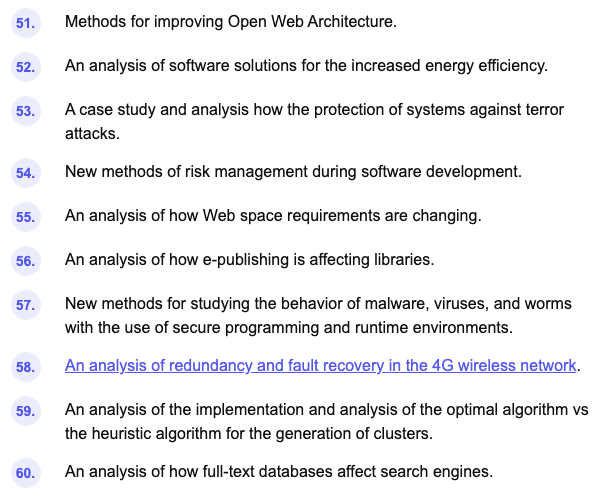 51. Methods for improving Open Web Architecture.
52. An analysis of software solutions for the increased energy efficiency.
53. A case study and analysis how the protection of systems against terror
attacks.
54. New methods of risk management during software development.
55. An analysis of how Web space requirements are changing.
56. An analysis of how e-publishing is affecting libraries.
57. New methods for studying the behavior of malware, viruses, and worms
with the use of secure programming and runtime environments.
58. An analysis of redundancy and fault recovery in the 4G wireless network.
59. An analysis of the implementation and analysis of the optimal algorithm vs
the heuristic algorithm for the generation of clusters.
60. An analysis of how full-text databases affect search engines.